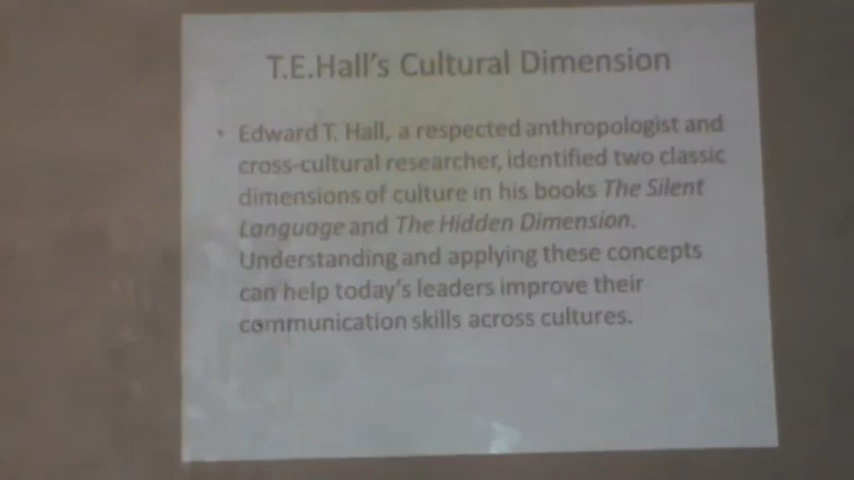 T.E.Hall's Cultural Dimension
• Edward T. Hall, a respected anthropologist and
cross-cultural researcher, identified two classic
dimensions of culture in his books The Silent
Language and The Hidden Dimension.
Understanding and applying these concepts
can help today's leaders improve their
communication skills across cultures.